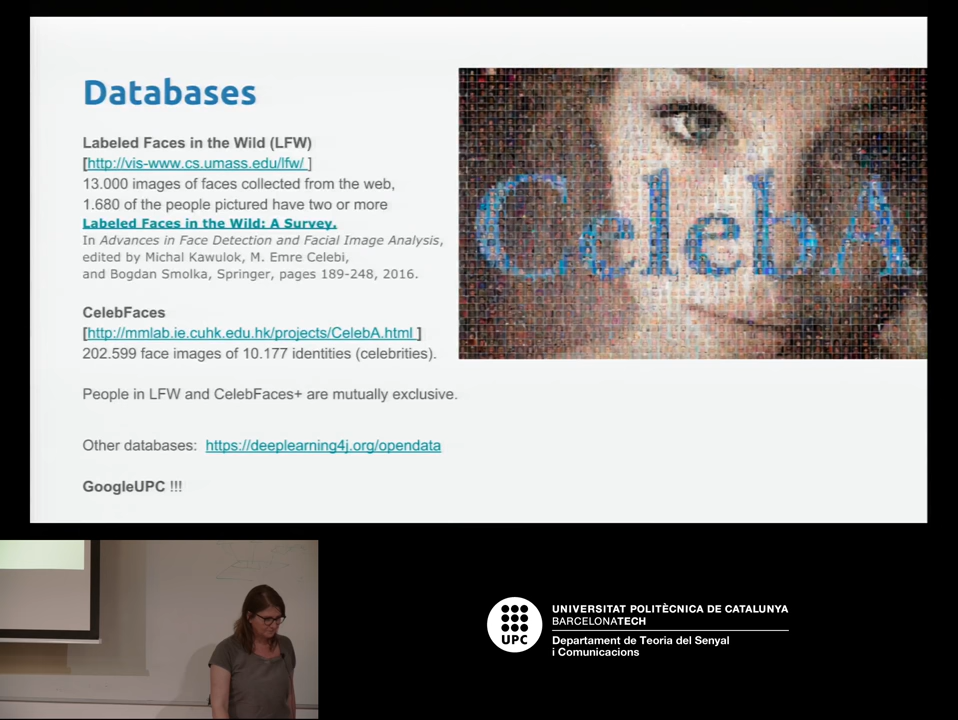 Databases
Labeled Faces in the Wild (LFW)
[http://vis-www.cs.umass.edu/lfw/ ]
13.000 images of faces collected from the web,
1.680 of the people pictured have two or more
Labeled Faces in the Wild: A Survey.
In Advances in Face Detection and Facial Image Analysis,
edited by Michal Kawulok, M. Emre Celebi,
and Bogdan Smolka, Springer, pages 189-248, 2016.
CelebFaces
[http://mmlab.ie.cuhk.edu.hk/projects/CelebA.html ]
202.599 face images of 10.177 identities (celebrities).
People in LFW and CelebFaces+ are mutually exclusive.
Other databases: https://deeplearning4j.org/opendata
GoogleUPC !!!
CelebA
UPC
UNIVERSITAT POLITÈCNICA DE CATALUNYA
BARCELONATECH
Departament de Teoria del Senyal
i Comunicacions